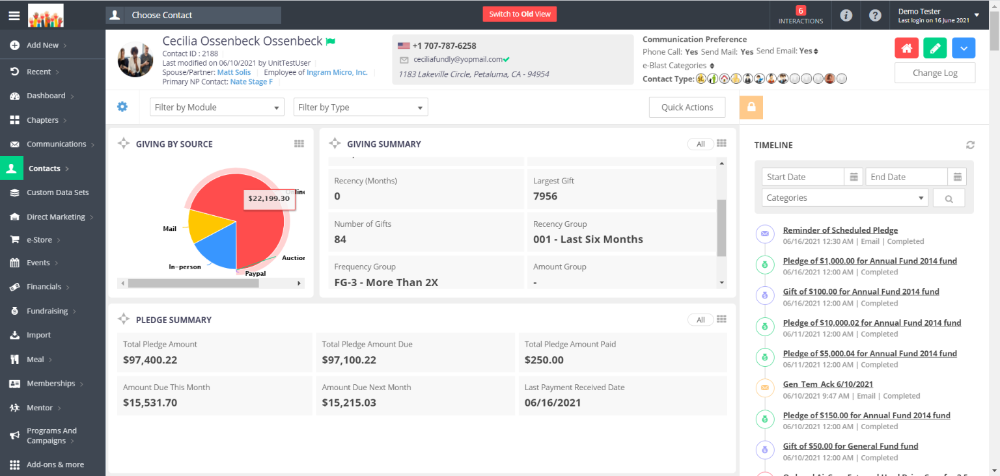 Choose Contact
Switch to Old View
6
INTERACTIONS
Demo Tester
Last login on 16 June 2021
Add New
Recent
Dashboard
Chapters
Communications
Contacts
Custom Data Sets
Direct Marketing
e-Store
Events
Financials
Fundraising
Import
Meal
Memberships
Mentor
Programs And
Campaigns
Add-ons & more
Cecilia Ossenbeck Ossenbeck
Contact ID : 2188
Last modified on 06/10/2021 by UnitTestUser
Spouse/Partner: Matt Solis Employee of Ingram Micro, Inc.
Primary NP Contact: Nate Stage F
+1 707-787-6258
ceciliafundly@yopmail.com
1183 Lakeville Circle, Petaluma, CA - 94954
Communication Preference
Phone Call: Yes Send Mail: Yes Send Email: Yes
e-Blast Categories
Contact Type:
Change Log
Filter by Module
Filter by Type
Quick Actions
GIVING BY SOURCE
Online
$22,199.30
Mail
In-person
Auction
Paypal
GIVING SUMMARY
All
Recency (Months)
0
Largest Gift
7956
Number of Gifts
84
Recency Group
001 - Last Six Months
Frequency Group
FG-3 - More Than 2X
Amount Group
-
PLEDGE SUMMARY
All
Total Pledge Amount
$97,400.22
Total Pledge Amount Due
$97,100.22
Total Pledge Amount Paid
$250.00
Amount Due This Month
$15,531.70
Amount Due Next Month
$15,215.03
Last Payment Received Date
06/16/2021
TIMELINE
Start Date
End Date
Categories
Reminder of Scheduled Pledge
06/16/2021 12:30 AM | Email | Completed
Pledge of $1,000.00 for Annual Fund 2014 fund
06/16/2021 12:00 AM | Completed
Gift of $100.00 for Annual Fund 2014 fund
06/16/2021 12:00 AM | Completed
Pledge of $10,000.02 for Annual Fund 2014 fund
06/11/2021 12:00 AM | Completed
Pledge of $5,000.04 for Annual Fund 2014 fund
06/11/2021 12:00 AM | Completed
Gen_Tem_Ack 6/10/2021
06/10/2021 9:47 AM | Email | Completed
Pledge of $150.00 for Annual Fund 2014 fund
06/10/2021 12:00 AM | Completed
Gift of $50.00 for General Fund fund
06/10/2021 12:00 AM | Completed